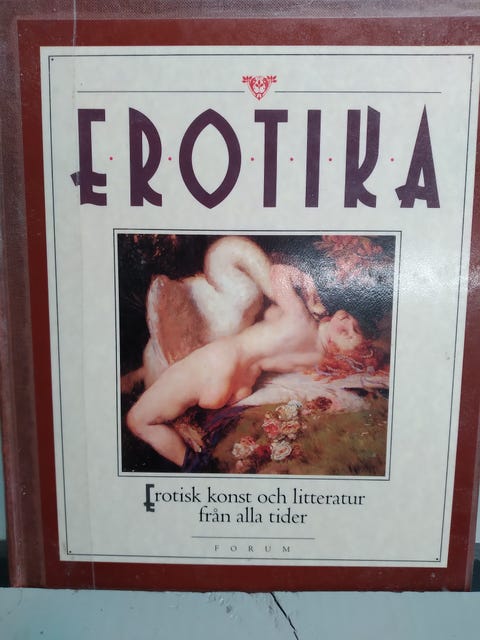 EROTIKA
Erotisk konst och litteratur
från alla tider
FORUM